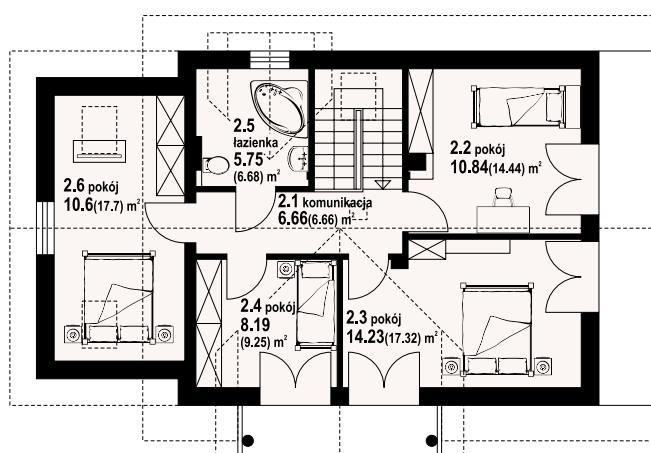 2.5
łazienka
5.75
(6.68) m²
2.2 pokój
10.84(14.44) m²
2.6 pokój
10.6(17.7) m²
2.1 komunikacja
6.66(6.66) m²
2.4 pokój
8.19
(9.25) m²
2.3 pokój
14.23(17.32) m²